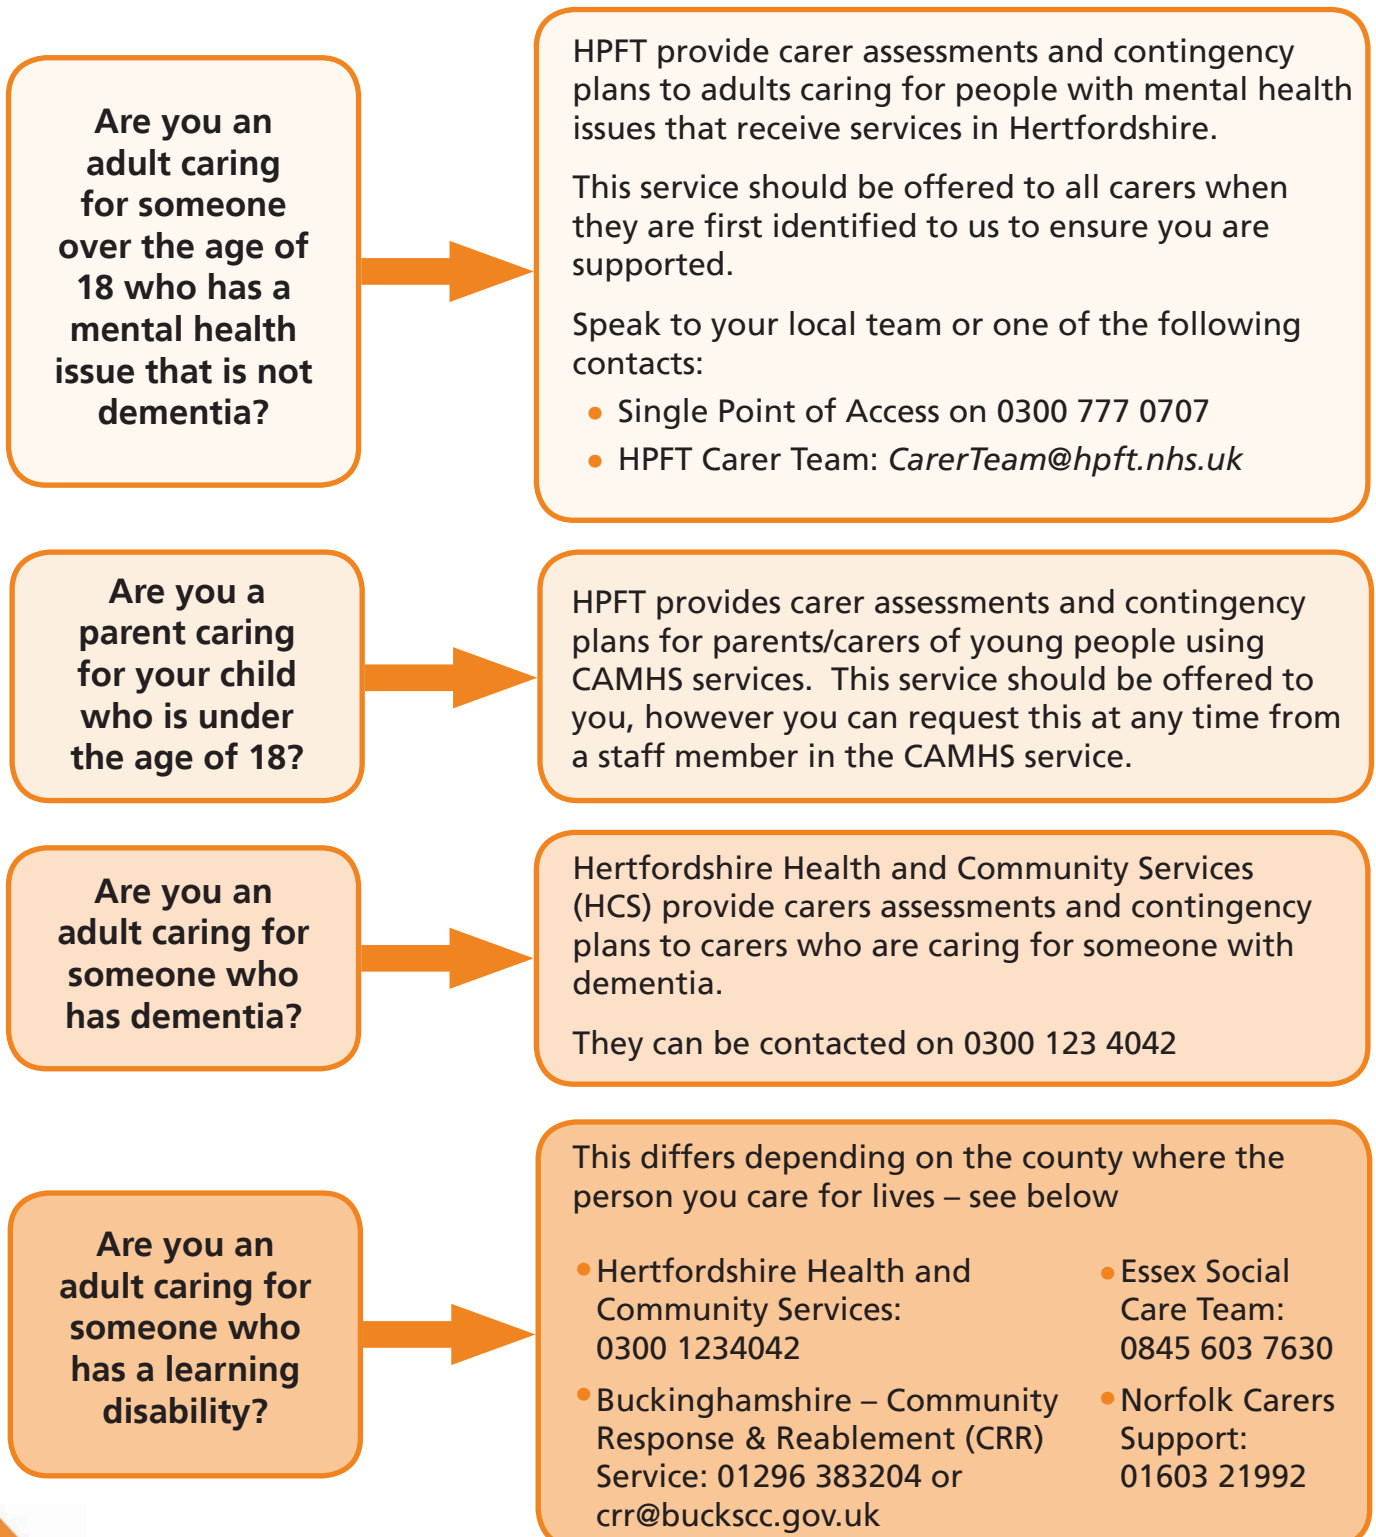 Are you an
adult caring
for someone
over the age of
18 who has a
mental health
issue that is not
dementia?
HPFT provide carer assessments and contingency
plans to adults caring for people with mental health
issues that receive services in Hertfordshire.
This service should be offered to all carers when
they are first identified to us to ensure you are
supported.
Speak to your local team or one of the following
contacts:
• Single Point of Access on 0300 777 0707
• HPFT Carer Team: CarerTeam@hpft.nhs.uk
Are you a
parent caring
for your child
who is under
the age of 18?
HPFT provides carer assessments and contingency
plans for parents/carers of young people using
CAMHS services.  This service should be offered to
you, however you can request this at any time from
a staff member in the CAMHS service.
Are you an
adult caring for
someone who
has dementia?
Hertfordshire Health and Community Services
(HCS) provide carers assessments and contingency
plans to carers who are caring for someone with
dementia.
They can be contacted on 0300 123 4042
Are you an
adult caring for
someone who
has a learning
disability?
This differs depending on the county where the
person you care for lives – see below
• Hertfordshire Health and
Community Services:
0300 1234042
• Buckinghamshire – Community
Response & Reablement (CRR)
Service: 01296 383204 or
crr@buckscc.gov.uk
• Essex Social
Care Team:
0845 603 7630
• Norfolk Carers
Support:
01603 21992